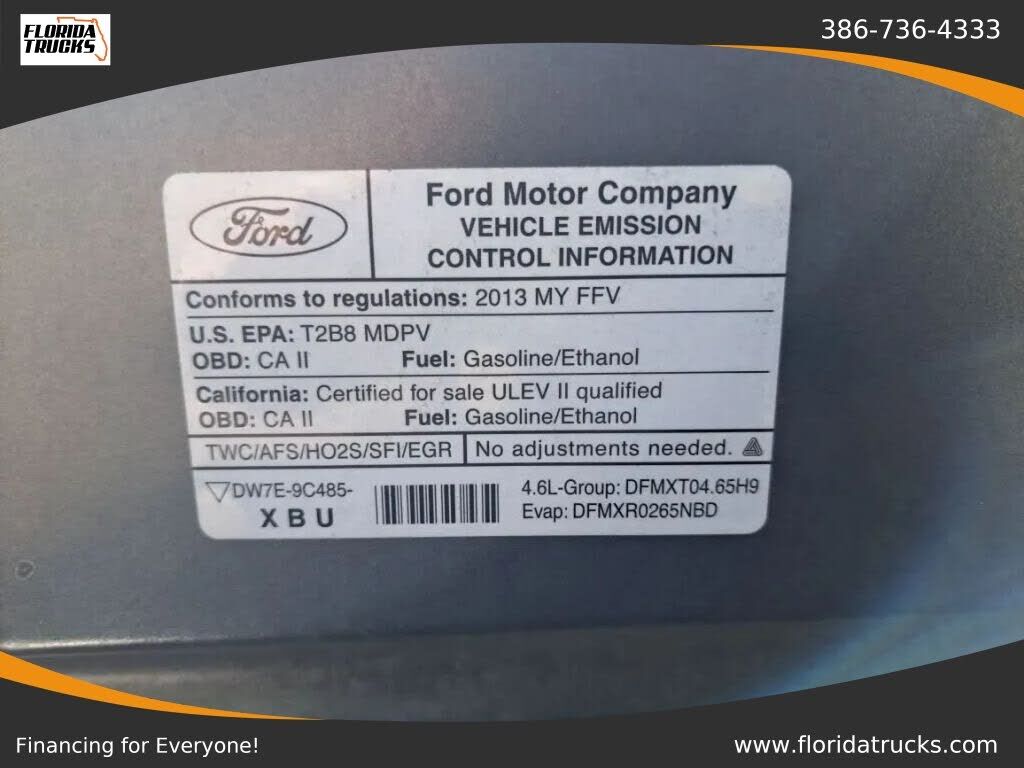 FLORIDA
TRUCKS
386-736-4333
Ford
Ford Motor Company
VEHICLE EMISSION
CONTROL INFORMATION
Conforms to regulations: 2013 MY FFV
U.S. EPA: T2B8 MDPV
OBD: CA II Fuel: Gasoline/Ethanol
California: Certified for sale ULEV II qualified
OBD: CA II Fuel: Gasoline/Ethanol
TWC/AFS/HO2S/SFI/EGR No adjustments needed.
DW7E-9C485-
XBU
4.6L-Group: DFMXT04.65H9
Evap: DFMXR0265NBD
Financing for Everyone!
www.floridatrucks.com